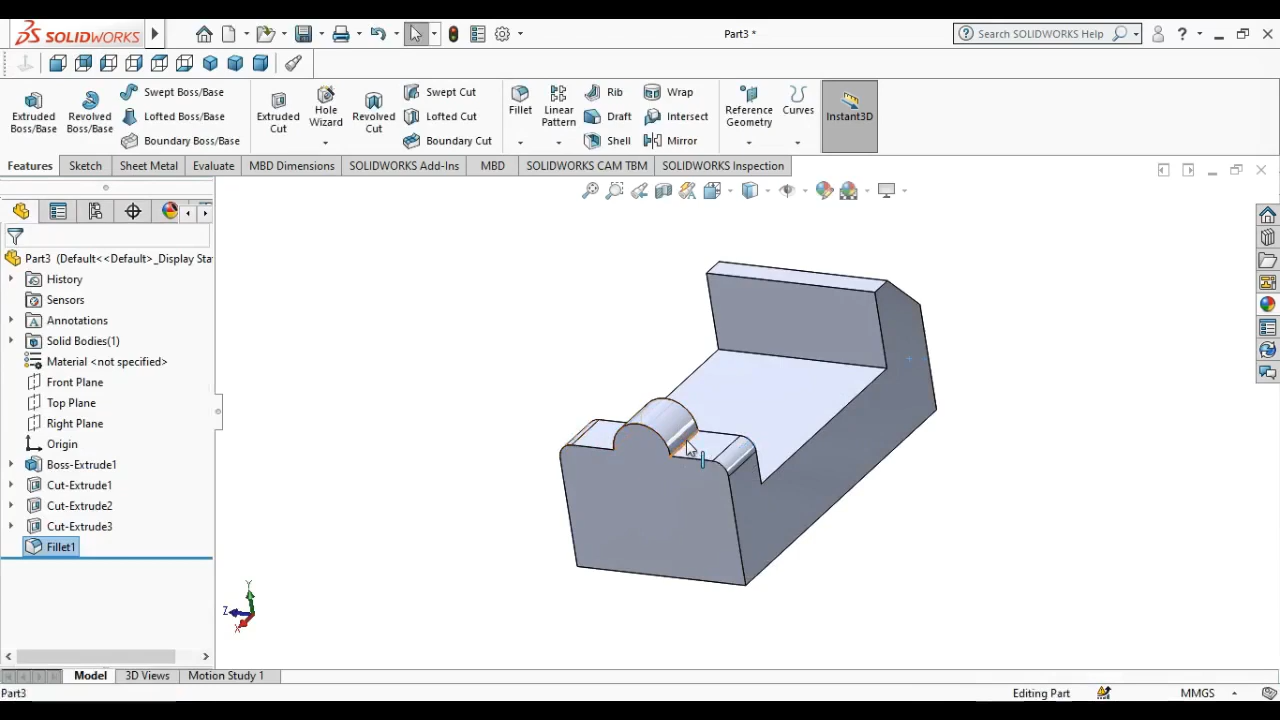 SOLIDWORKS
Part3 *
Search SOLIDWORKS Help
Extruded Boss/Base
Revolved Boss/Base
Swept Boss/Base
Lofted Boss/Base
Boundary Boss/Base
Extruded Cut
Hole Wizard
Revolved Cut
Swept Cut
Lofted Cut
Boundary Cut
Fillet
Linear Pattern
Rib
Draft
Shell
Wrap
Intersect
Mirror
Reference Geometry
Curves
Instant3D
Features
Sketch
Sheet Metal
Evaluate
MBD Dimensions
SOLIDWORKS Add-Ins
MBD
SOLIDWORKS CAM TBM
SOLIDWORKS Inspection
Part3 (Default<<Default>_Display Sta
History
Sensors
Annotations
Solid Bodies(1)
Material <not specified>
Front Plane
Top Plane
Right Plane
Origin
Boss-Extrude1
Cut-Extrude1
Cut-Extrude2
Cut-Extrude3
Fillet1
Y
Z
X
Model
3D Views
Motion Study 1
Part3
Editing Part
MMGS